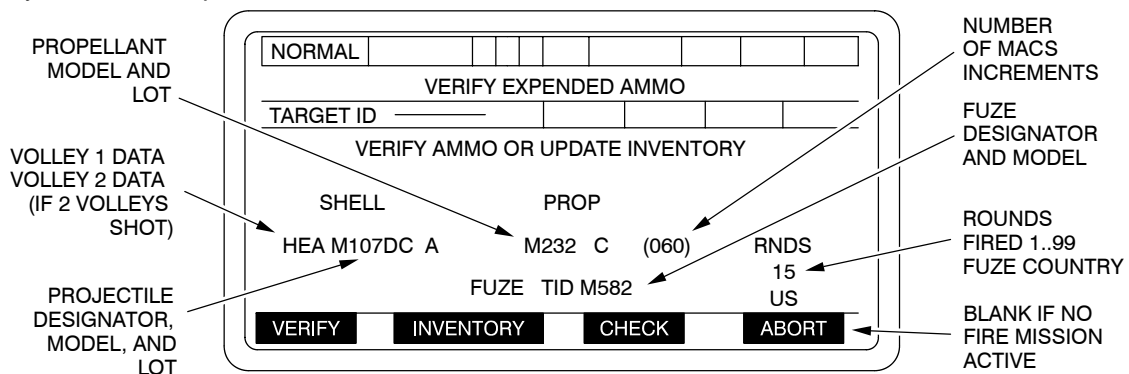 PROPELLANT
MODEL AND
LOT
VOLLEY 1 DATA
VOLLEY 2 DATA
(IF 2 VOLLEYS
SHOT)
PROJECTILE
DESIGNATOR,
MODEL, AND
LOT
NORMAL
VERIFY EXPENDED AMMO
TARGET ID
VERIFY AMMO OR UPDATE INVENTORY
SHELL PROP
HEA M107DC A M232 C (060) RNDS
15
FUZE TID M582
US
VERIFY INVENTORY CHECK ABORT
NUMBER
OF MACS
INCREMENTS
FUZE
DESIGNATOR
AND MODEL
ROUNDS
FIRED 1..99
FUZE COUNTRY
BLANK IF NO
FIRE MISSION
ACTIVE